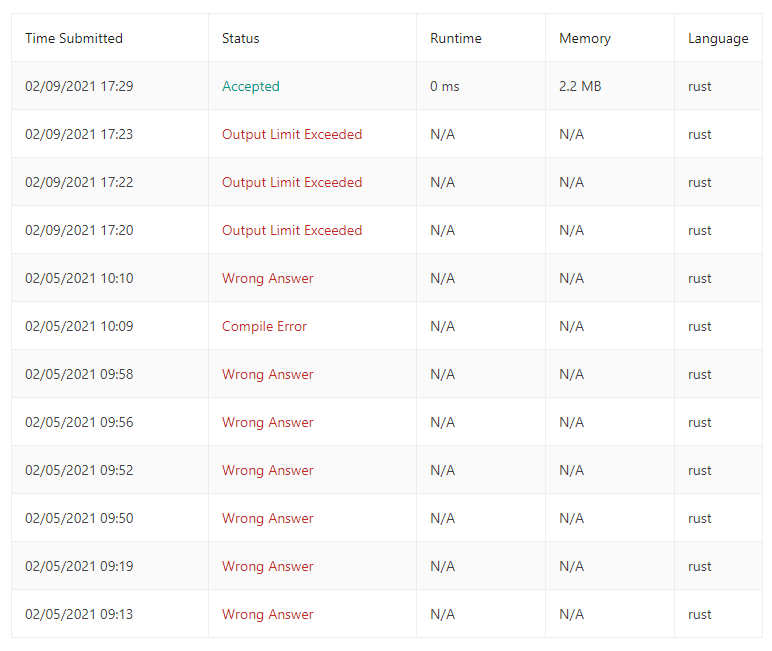 Time Submitted Status Runtime Memory Language
02/09/2021 17:29 Accepted 0 ms 2.2 MB rust
02/09/2021 17:23 Output Limit Exceeded N/A N/A rust
02/09/2021 17:22 Output Limit Exceeded N/A N/A rust
02/09/2021 17:20 Output Limit Exceeded N/A N/A rust
02/05/2021 10:10 Wrong Answer N/A N/A rust
02/05/2021 10:09 Compile Error N/A N/A rust
02/05/2021 09:58 Wrong Answer N/A N/A rust
02/05/2021 09:56 Wrong Answer N/A N/A rust
02/05/2021 09:52 Wrong Answer N/A N/A rust
02/05/2021 09:50 Wrong Answer N/A N/A rust
02/05/2021 09:19 Wrong Answer N/A N/A rust
02/05/2021 09:13 Wrong Answer N/A N/A rust